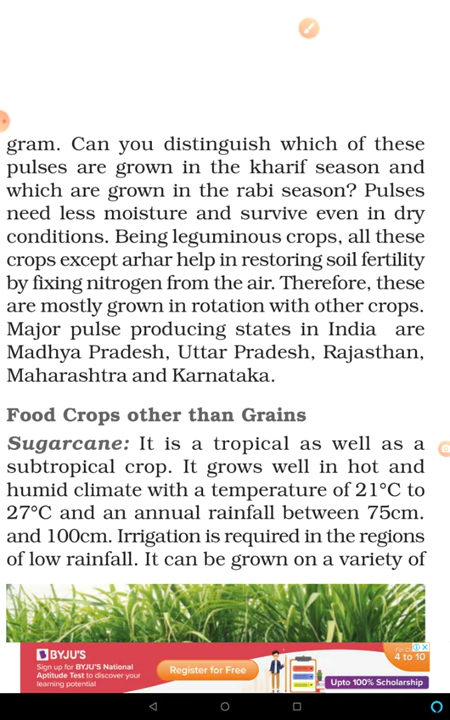 gram. Can you distinguish which of these
pulses are grown in the kharif season and
which are grown in the rabi season? Pulses
need less moisture and survive even in dry
conditions. Being leguminous crops, all these
crops except arhar help in restoring soil fertility
by fixing nitrogen from the air. Therefore, these
are mostly grown in rotation with other crops.
Major pulse producing states in India are
Madhya Pradesh, Uttar Pradesh, Rajasthan,
Maharashtra and Karnataka.
Food Crops other than Grains
Sugarcane: It is a tropical as well as a
subtropical crop. It grows well in hot and
humid climate with a temperature of 21°C to
27°C and an annual rainfall between 75cm.
and 100cm. Irrigation is required in the regions
of low rainfall. It can be grown on a variety of
BYJU'S
Sign up for BYJU'S National
Aptitude Test to discover your
learning potential
Register for Free
4 to 10
Upto 100% Scholarship